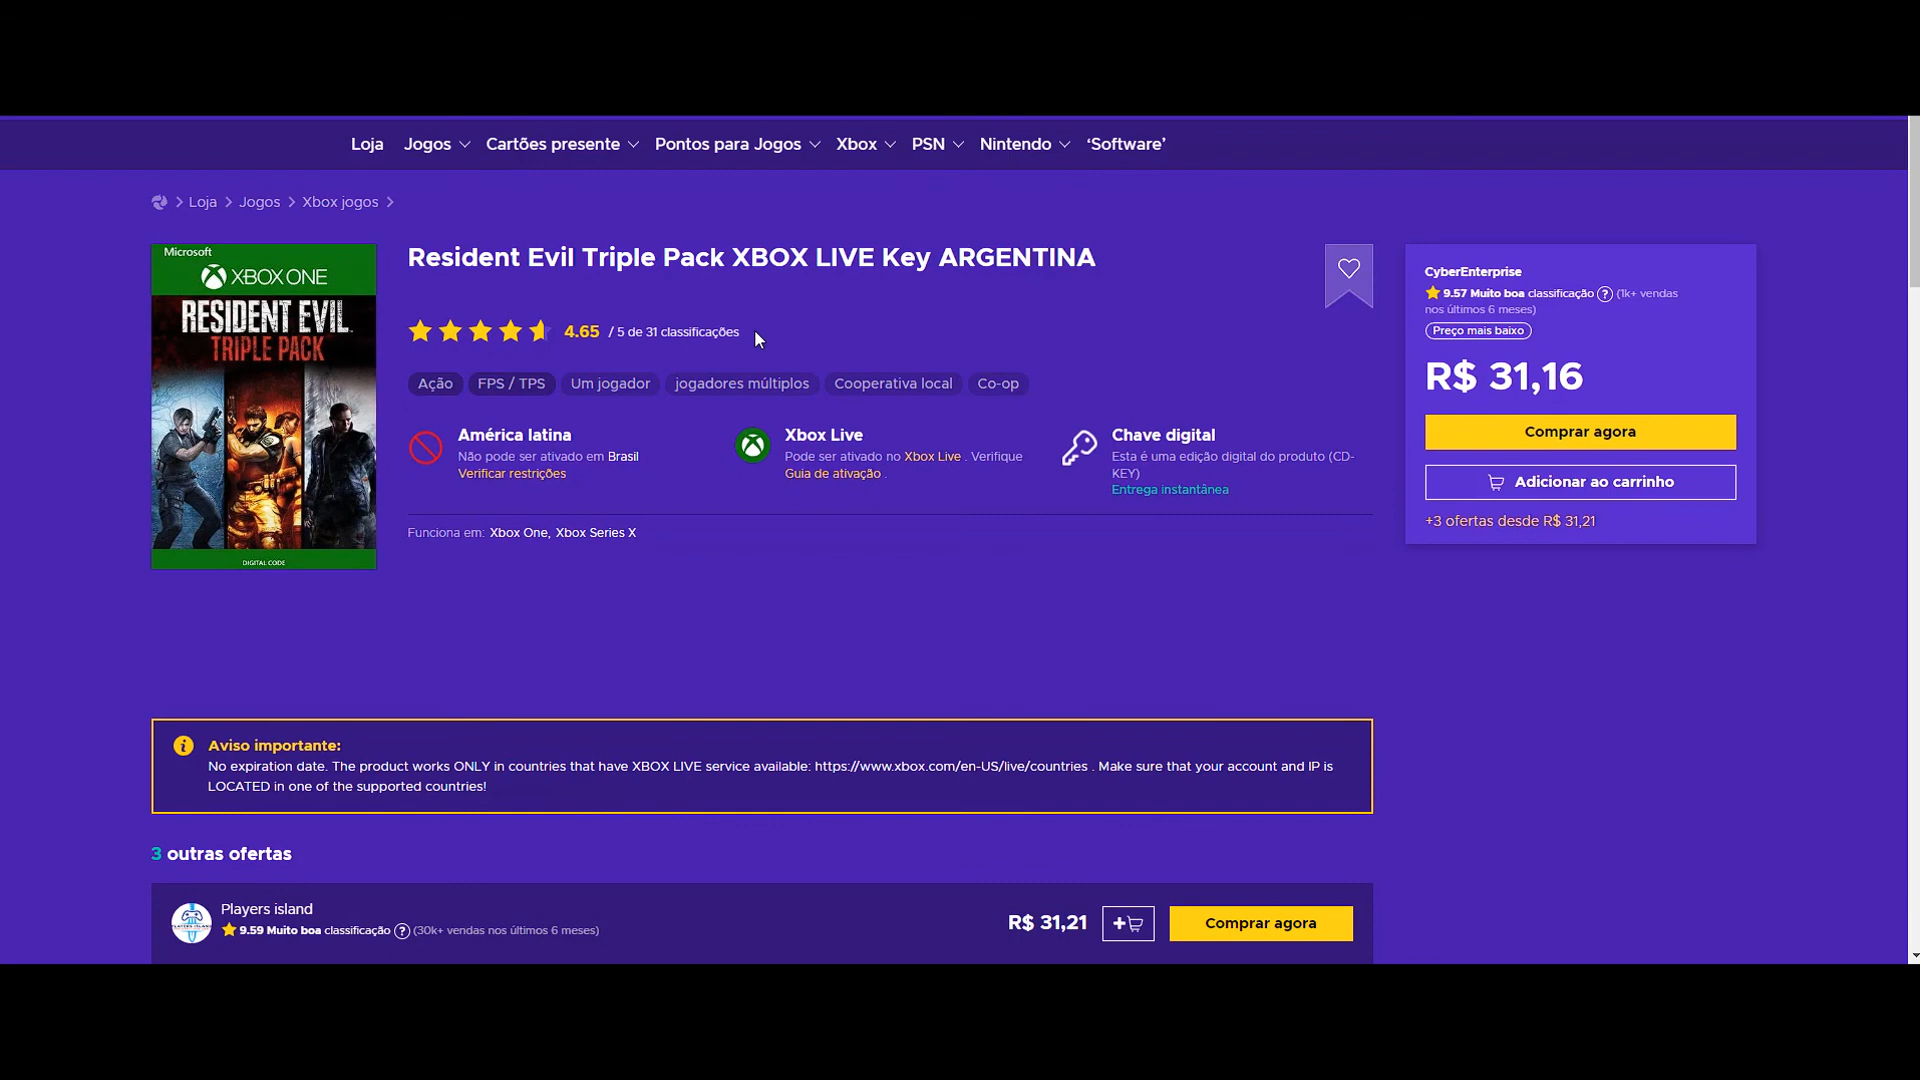 Loja Jogos Cartões presente Pontos para Jogos Xbox PSN Nintendo ‘Software’
Loja Jogos Xbox jogos
Microsoft
XBOX ONE
RESIDENT EVIL
TRIPLE PACK
DIGITAL CODE
Resident Evil Triple Pack XBOX LIVE Key ARGENTINA
4.65 / 5 de 31 classificações
Ação FPS / TPS Um jogador jogadores múltiplos Cooperativa local Co-op
América latina
Não pode ser ativado em Brasil
Verificar restrições
Xbox Live
Pode ser ativado no Xbox Live . Verifique
Guia de ativação .
Chave digital
Esta é uma edição digital do produto (CD-
KEY)
Entrega instantânea
Funciona em: Xbox One, Xbox Series X
CyberEnterprise
9.57 Muito boa classificação ? (1k+ vendas
nos últimos 6 meses)
Preço mais baixo
R$ 31,16
Comprar agora
Adicionar ao carrinho
+3 ofertas desde R$ 31,21
Aviso importante:
No expiration date. The product works ONLY in countries that have XBOX LIVE service available: https://www.xbox.com/en-US/live/countries . Make sure that your account and IP is
LOCATED in one of the supported countries!
3 outras ofertas
PLAYERS ISLAND
Players island
9.59 Muito boa classificação ? (30k+ vendas nos últimos 6 meses)
R$ 31,21 + Comprar agora